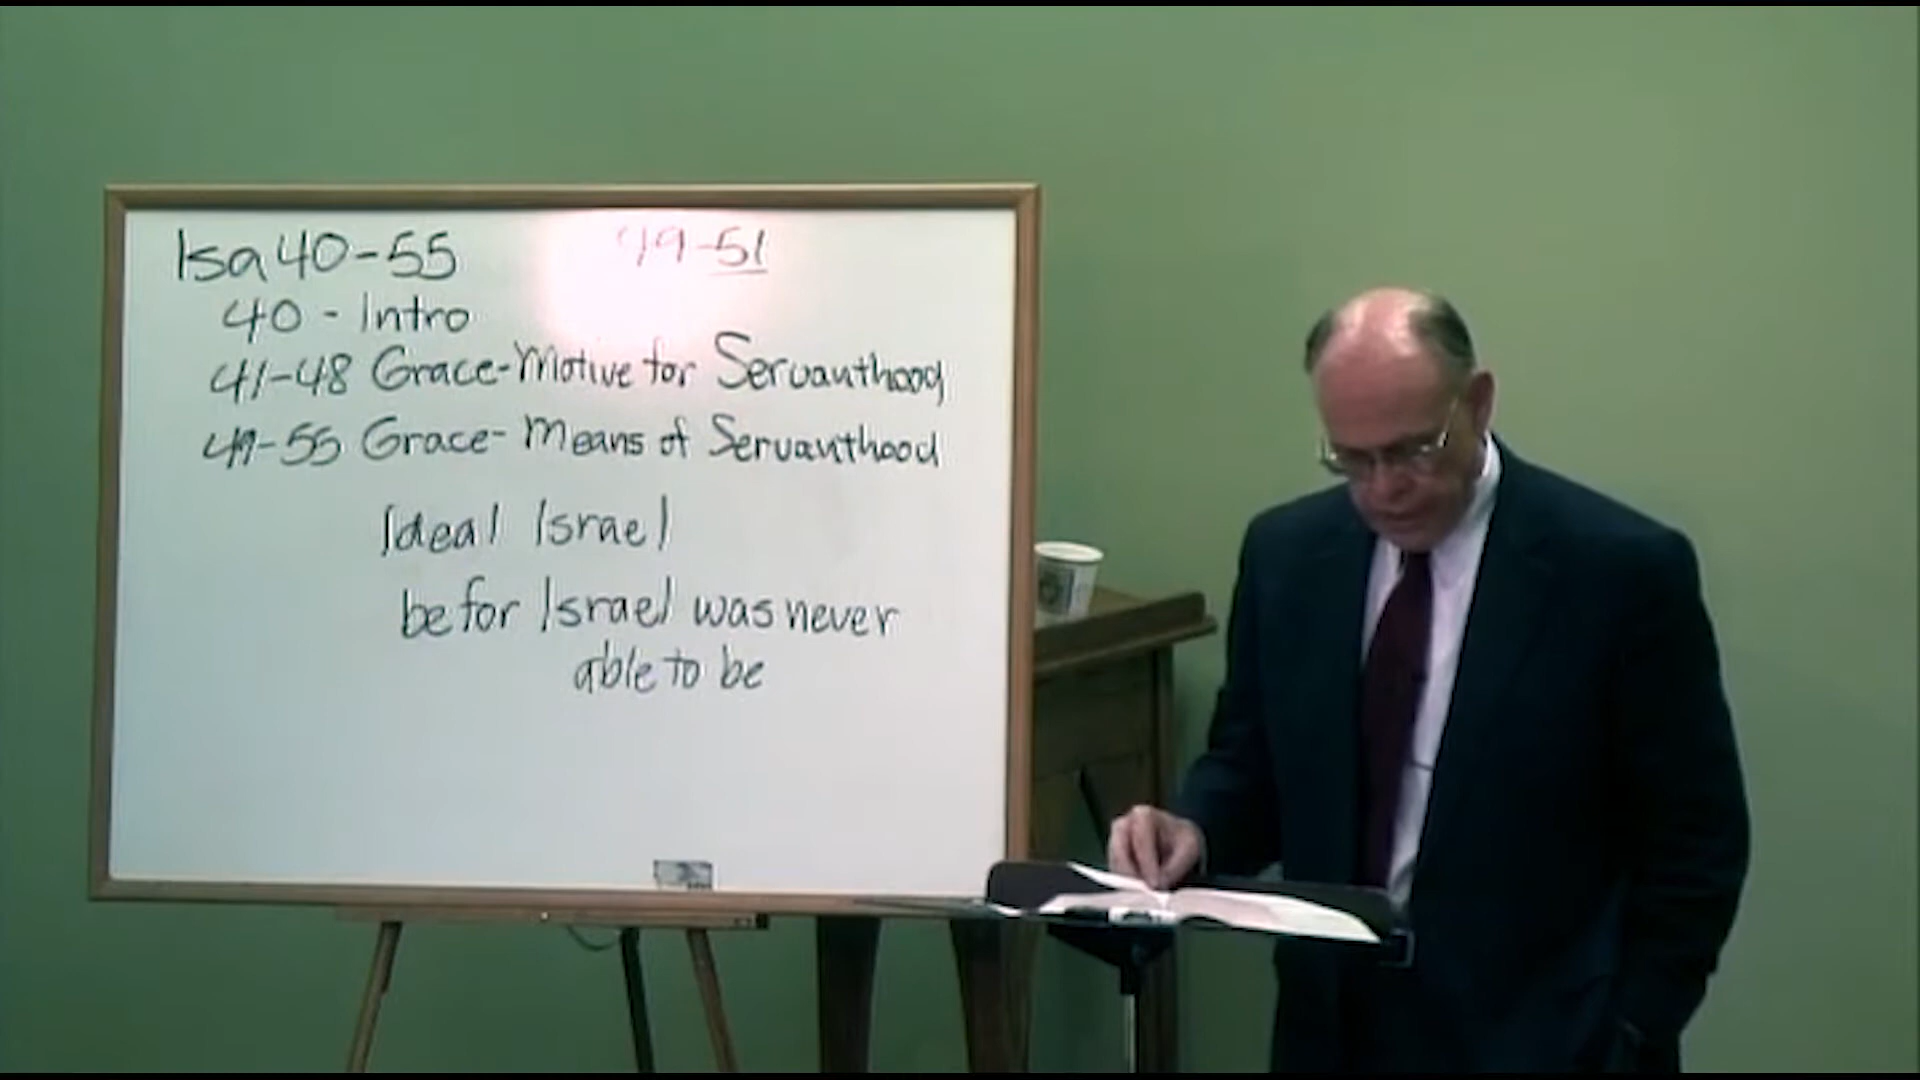 Isa 40-55 49-51
40 - Intro
41-48 Grace-Motive for Servanthood
49-55 Grace-Means of Servanthood
Ideal Israel
be for Israel was never
able to be